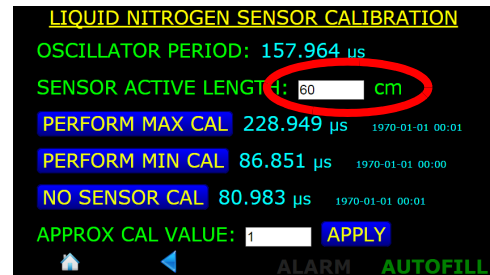 LIQUID NITROGEN SENSOR CALIBRATION
OSCILLATOR PERIOD: 157.964 µs
SENSOR ACTIVE LENGTH: 60 cm
PERFORM MAX CAL 228.949 µs 1970-01-01 00:01
PERFORM MIN CAL 86.851 µs 1970-01-01 00:00
NO SENSOR CAL 80.983 µs 1970-01-01 00:01
APPROX CAL VALUE: 1 APPLY
ALARM AUTOFILL